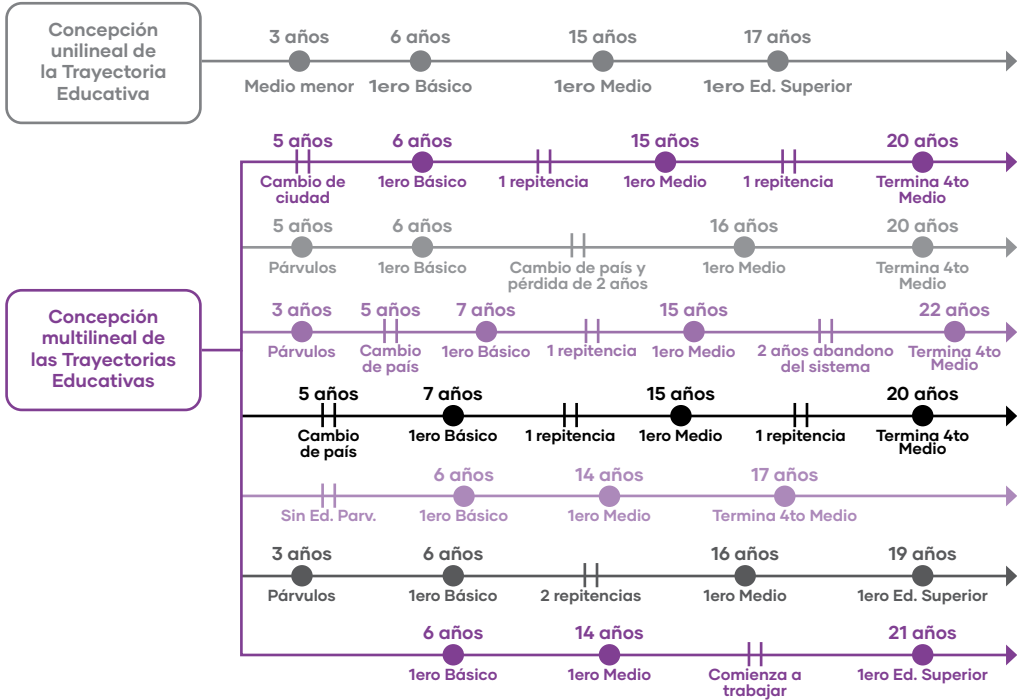 Concepción
unilineal de
la Trayectoria
Educativa
3 años 6 años 15 años 17 años
Medio menor 1ero Básico 1ero Medio 1ero Ed. Superior
Concepción
multilineal de
las Trayectorias
Educativas
5 años 6 años 15 años 20 años
Cambio de 1ero Básico 1 repitencia 1ero Medio 1 repitencia Termina 4to
ciudad Medio
5 años 6 años 16 años 20 años
Párvulos 1ero Básico Cambio de país y 1ero Medio Termina 4to
pérdida de 2 años Medio
3 años 5 años 7 años 15 años 22 años
Párvulos Cambio 1ero Básico 1 repitencia 1ero Medio 2 años abandono Termina 4to
de país del sistema Medio
5 años 7 años 15 años 20 años
Cambio 1ero Básico 1 repitencia 1ero Medio 1 repitencia Termina 4to
de país Medio
6 años 14 años 17 años
Sin Ed. Parv. 1ero Básico 1ero Medio Termina 4to Medio
3 años 6 años 16 años 19 años
Párvulos 1ero Básico 2 repitencias 1ero Medio 1ero Ed. Superior
6 años 14 años 21 años
1ero Básico 1ero Medio Comienza a 1ero Ed. Superior
trabajar